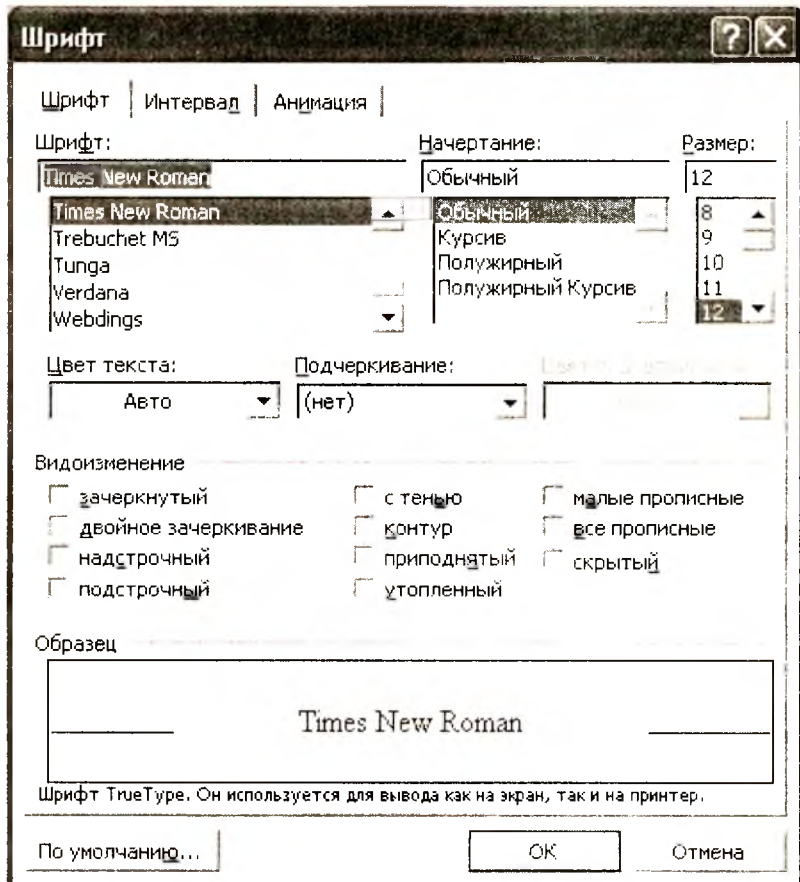 Шрифт
Шрифт Интервал Анимация
Шрифт: Начертание: Размер:
Times New Roman Обычный 12
Times New Roman Обычный 8
Trebuchet MS Курсив 9
Tunga Полужирный 10
Verdana Полужирный Курсив 11
Webdings 12
Цвет текста: Подчеркивание:
Авто (нет)
Видоизменение
зачеркнутый с тенью малые прописные
двойное зачеркивание контур все прописные
надстрочный приподнятый скрытый
подстрочный утопленный
Образец
Times New Roman
Шрифт TrueType. Он используется для вывода как на экран, так и на принтер.
По умолчанию... ОК Отмена